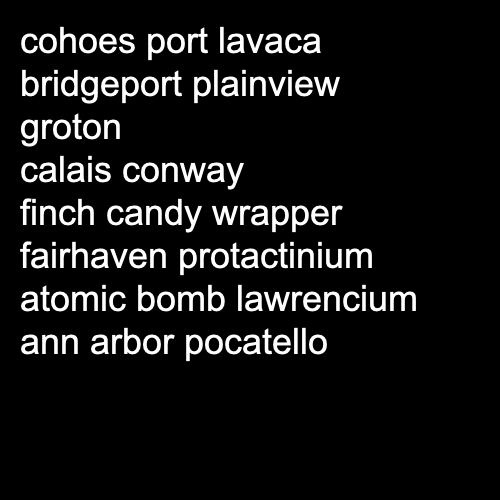 cohoes port lavaca
bridgeport plainview
groton
calais conway
finch candy wrapper
fairhaven protactinium
atomic bomb lawrencium
ann arbor pocatello